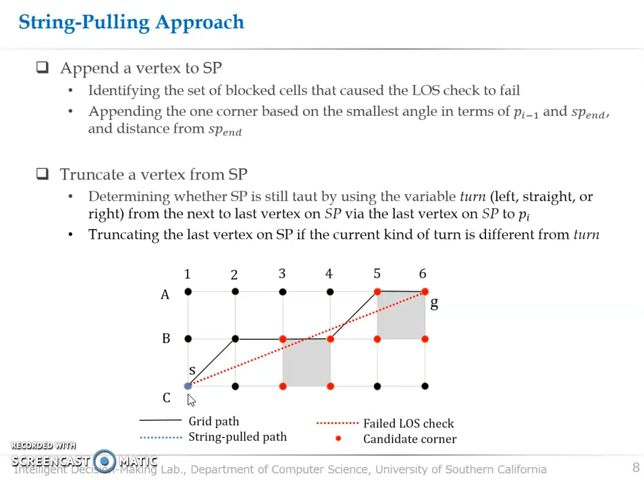 String-Pulling Approach
Append a vertex to SP
Identifying the set of blocked cells that caused the LOS check to fail
Appending the one corner based on the smallest angle in terms of p_{i−1} and sp_{end},
and distance from sp_{end}
Truncate a vertex from SP
Determining whether SP is still taut by using the variable turn (left, straight, or
right) from the next to last vertex on SP via the last vertex on SP to p_i
Truncating the last vertex on SP if the current kind of turn is different from turn
1 2 3 4 5 6
A
g
B
s
C
Grid path
Failed LOS check
String-pulled path
Candidate corner
RECORDED WITH
SCREENCAST MATIC
Intelligent Decision-Making Lab., Department of Computer Science, University of Southern California
8